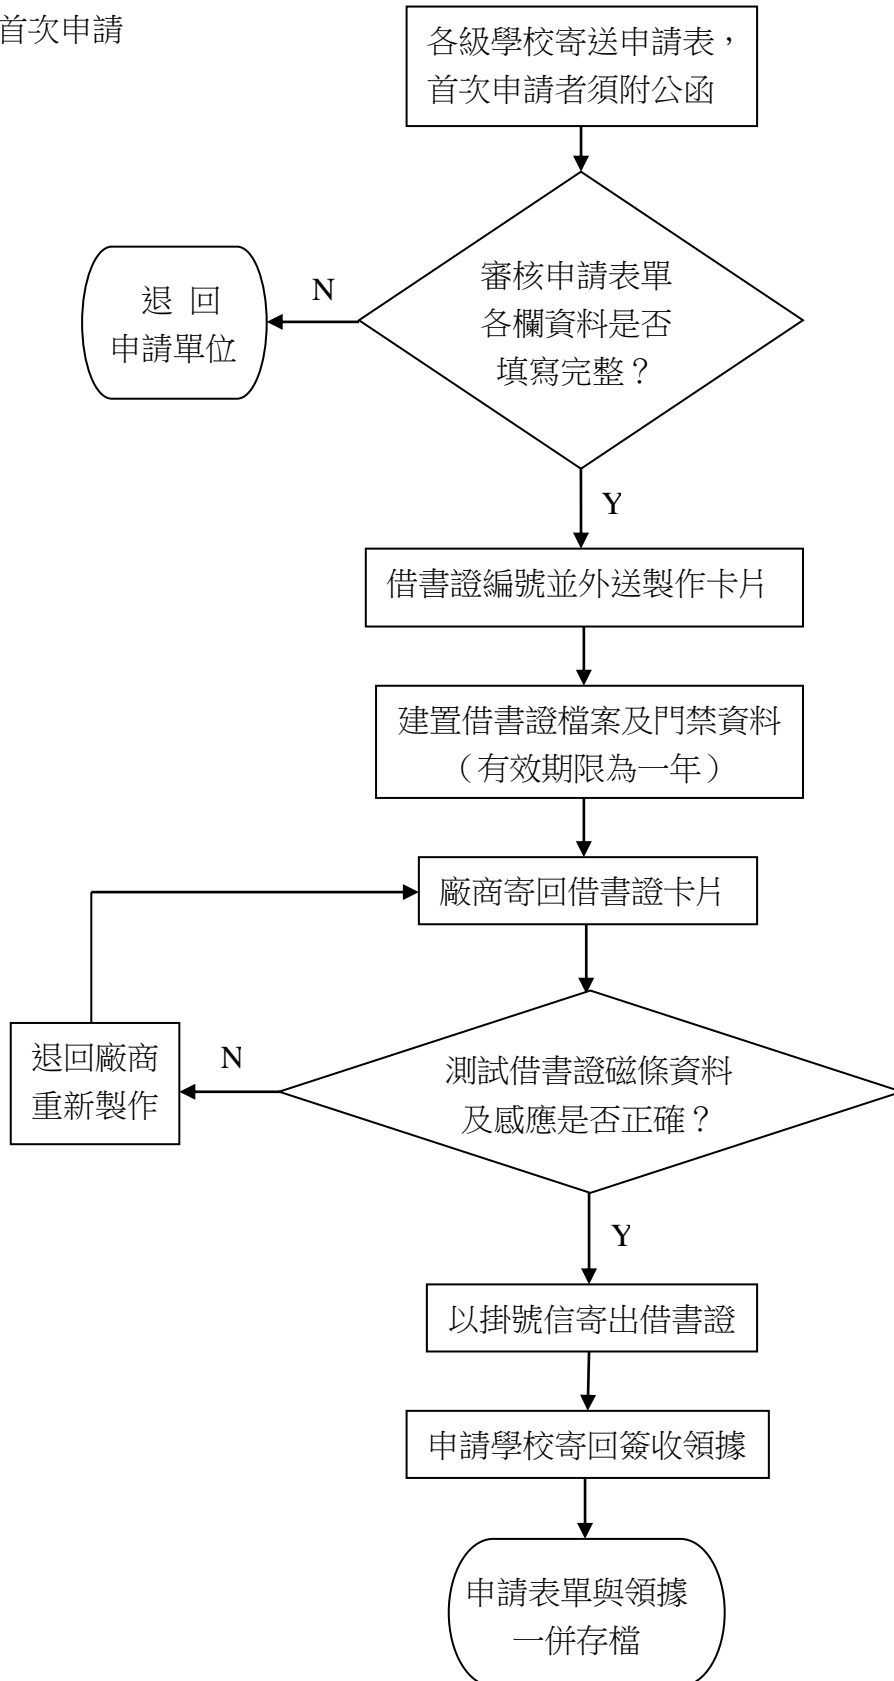 首次申請
各級學校寄送申請表，
首次申請者須附公函
審核申請表單
各欄資料是否
填寫完整？
N
退 回
申請單位
Y
借書證編號並外送製作卡片
建置借書證檔案及門禁資料
（有效期限為一年）
廠商寄回借書證卡片
測試借書證磁條資料
及感應是否正確？
N
退回廠商
重新製作
Y
以掛號信寄出借書證
申請學校寄回簽收領據
申請表單與領據
一併存檔